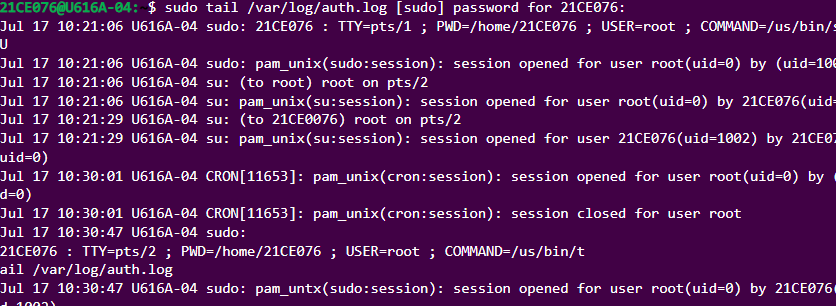 21CE076@U616A-04:~$ sudo tail /var/log/auth.log [sudo] password for 21CE076:
Jul 17 10:21:06 U616A-04 sudo: 21CE076 : TTY=pts/1 ; PWD=/home/21CE076 ; USER=root ; COMMAND=/us/bin/s
U
Jul 17 10:21:06 U616A-04 sudo: pam_unix(sudo:session): session opened for user root(uid=0) by (uid=100
Jul 17 10:21:06 U616A-04 su: (to root) root on pts/2
Jul 17 10:21:06 U616A-04 su: pam_unix(su:session): session opened for user root(uid=0) by 21CE076(uid=
Jul 17 10:21:29 U616A-04 su: (to 21CE0076) root on pts/2
Jul 17 10:21:29 U616A-04 su: pam_unix(su:session): session opened for user 21CE076(uid=1002) by 21CE07
uid=0)
Jul 17 10:30:01 U616A-04 CRON[11653]: pam_unix(cron:session): session opened for user root(uid=0) by (
d=0)
Jul 17 10:30:01 U616A-04 CRON[11653]: pam_unix(cron:session): session closed for user root
Jul 17 10:30:47 U616A-04 sudo:
21CE076 : TTY=pts/2 ; PWD=/home/21CE076 ; USER=root ; COMMAND=/us/bin/t
ail /var/log/auth.log
Jul 17 10:30:47 U616A-04 sudo: pam_untx(sudo:session): session opened for user root(uid=0) by 21CE076(
d=1002)